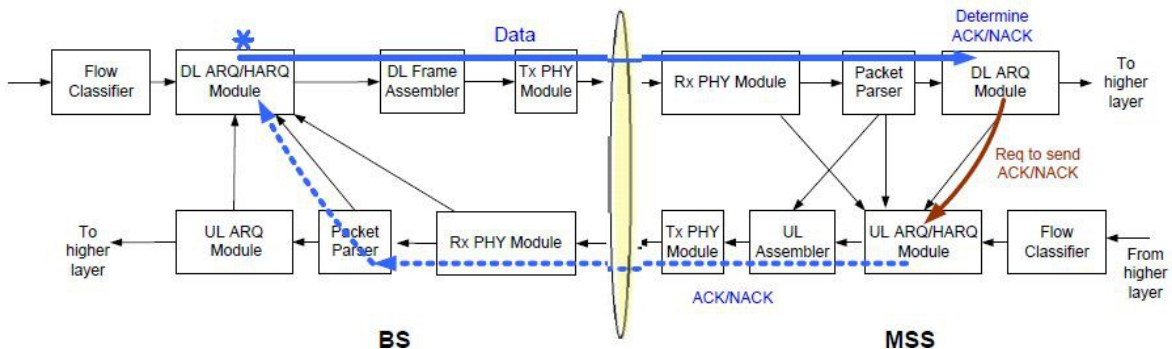 Determine
ACK/NACK
Data
Flow
Classifier
DL ARQ/HARQ
Module
DL Frame
Assembler
Tx PHY
Module
Rx PHY Module
Packet
Parser
DL ARQ
Module
To
higher
layer
Req to send
ACK/NACK
To
higher
layer
UL ARQ
Module
Packet
Parser
Rx PHY Module
Tx PHY
Module
UL
Assembler
UL ARQ/HARQ
Module
Flow
Classifier
From
higher
layer
ACK/NACK
BS
MSS